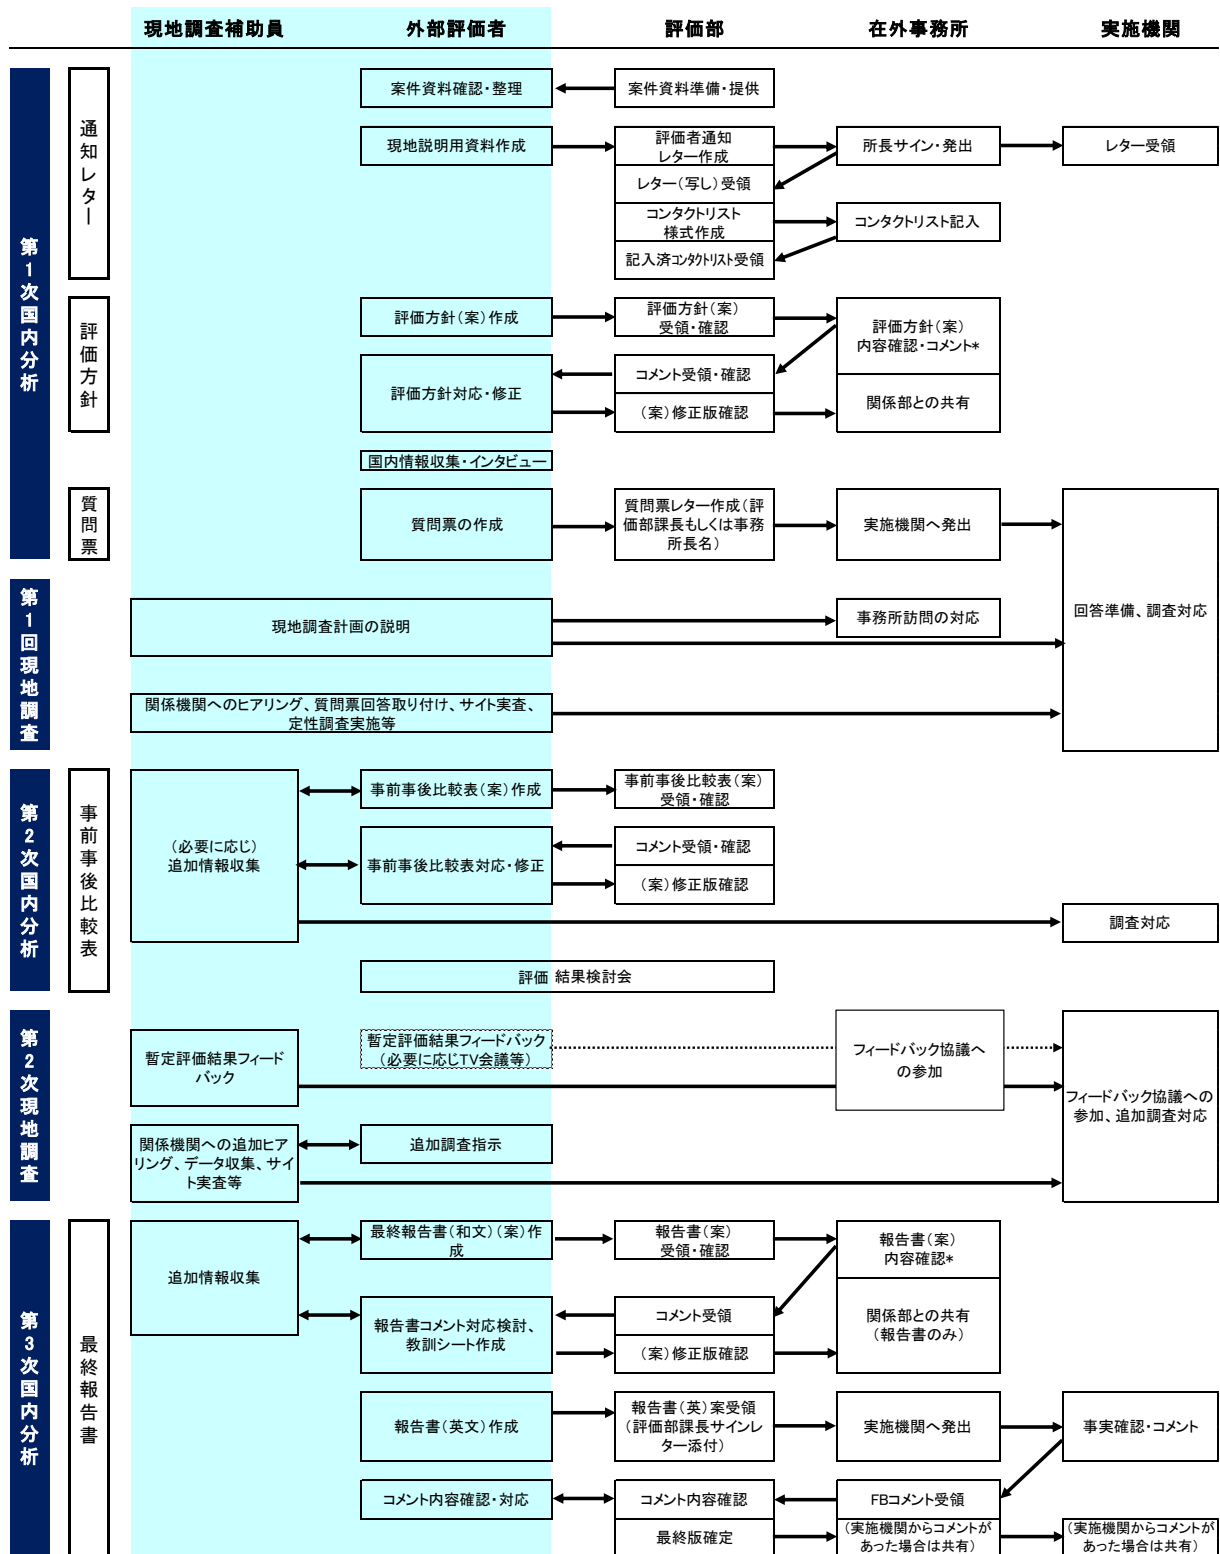 現地調査補助員
外部評価者
評価部
在外事務所
実施機関
第1次国内分析
通知レター
案件資料確認・整理
案件資料準備・提供
現地説明用資料作成
評価者通知
レター作成
所長サイン・発出
レター受領
レター(写し)受領
コンタクトリスト
様式作成
コンタクトリスト記入
記入済コンタクトリスト受領
評価方針
評価方針(案)作成
評価方針(案)
受領・確認
評価方針(案)
内容確認・コメント*
評価方針対応・修正
コメント受領・確認
(案)修正版確認
関係部との共有
国内情報収集・インタビュー
質問票
質問票の作成
質問票レター作成(評
価部課長もしくは事務
所長名)
実施機関へ発出
回答準備、調査対応
第1回現地調査
現地調査計画の説明
事務所訪問の対応
関係機関へのヒアリング、質問票回答取り付け、サイト実査、
定性調査実施等
第2次国内分析
事前事後比較表
(必要に応じ)
追加情報収集
事前事後比較表(案)作成
事前事後比較表(案)
受領・確認
事前事後比較表対応・修正
コメント受領・確認
(案)修正版確認
調査対応
評価 結果検討会
第2次現地調査
暫定評価結果フィード
バック
暫定評価結果フィードバック
(必要に応じTV会議等)
フィードバック協議へ
の参加
フィードバック協議への
参加、追加調査対応
関係機関への追加ヒア
リング、データ収集、サイ
ト実査等
追加調査指示
第3次国内分析
最終報告書
追加情報収集
最終報告書(和文)(案)作
成
報告書(案)
受領・確認
報告書(案)
内容確認*
報告書コメント対応検討、
教訓シート作成
コメント受領
(案)修正版確認
関係部との共有
(報告書のみ)
報告書(英文)作成
報告書(英)案受領
(評価部課長サインレ
ター添付)
実施機関へ発出
事実確認・コメント
コメント内容確認・対応
コメント内容確認
FBコメント受領
最終版確定
(実施機関からコメントが
あった場合は共有)
(実施機関からコメントが
あった場合は共有)